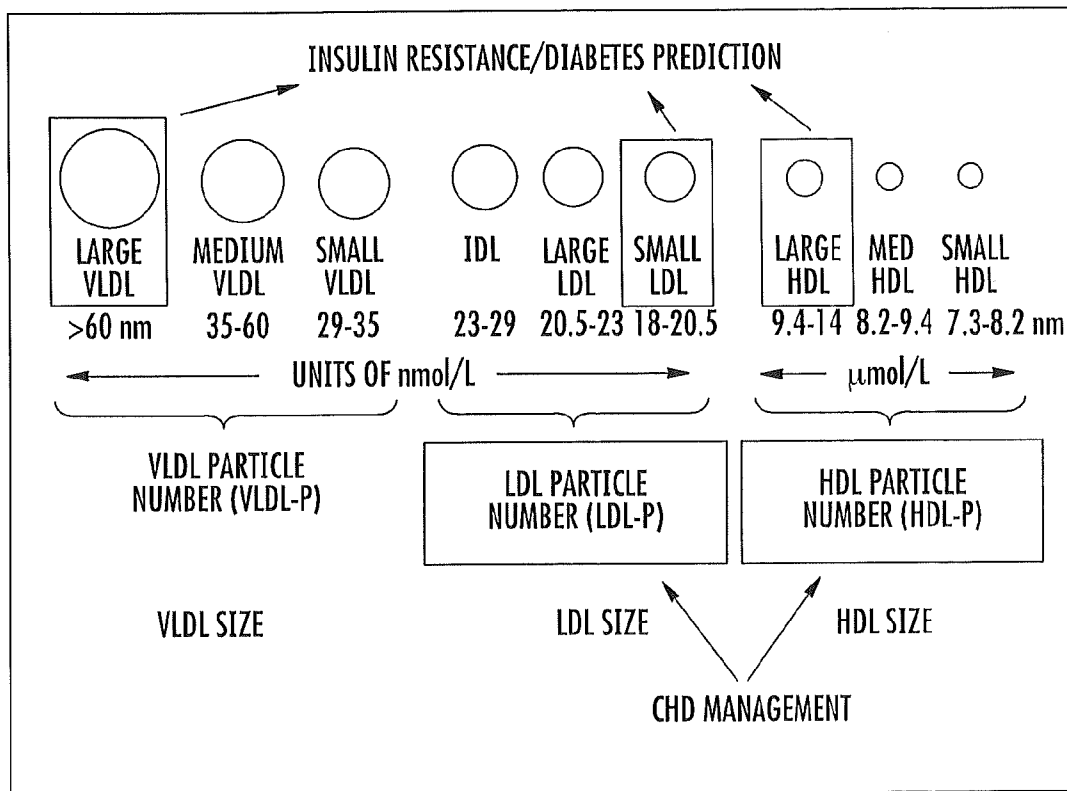 INSULIN RESISTANCE/DIABETES PREDICTION
LARGE VLDL
MEDIUM VLDL
SMALL VLDL
IDL
LARGE LDL
SMALL LDL
LARGE HDL
MED HDL
SMALL HDL
>60 nm 35-60 29-35 23-29 20.5-23 18-20.5 9.4-14 8.2-9.4 7.3-8.2 nm
UNITS OF nmol/L μmol/L
VLDL PARTICLE
NUMBER (VLDL-P)
LDL PARTICLE
NUMBER (LDL-P)
HDL PARTICLE
NUMBER (HDL-P)
VLDL SIZE LDL SIZE HDL SIZE
CHD MANAGEMENT